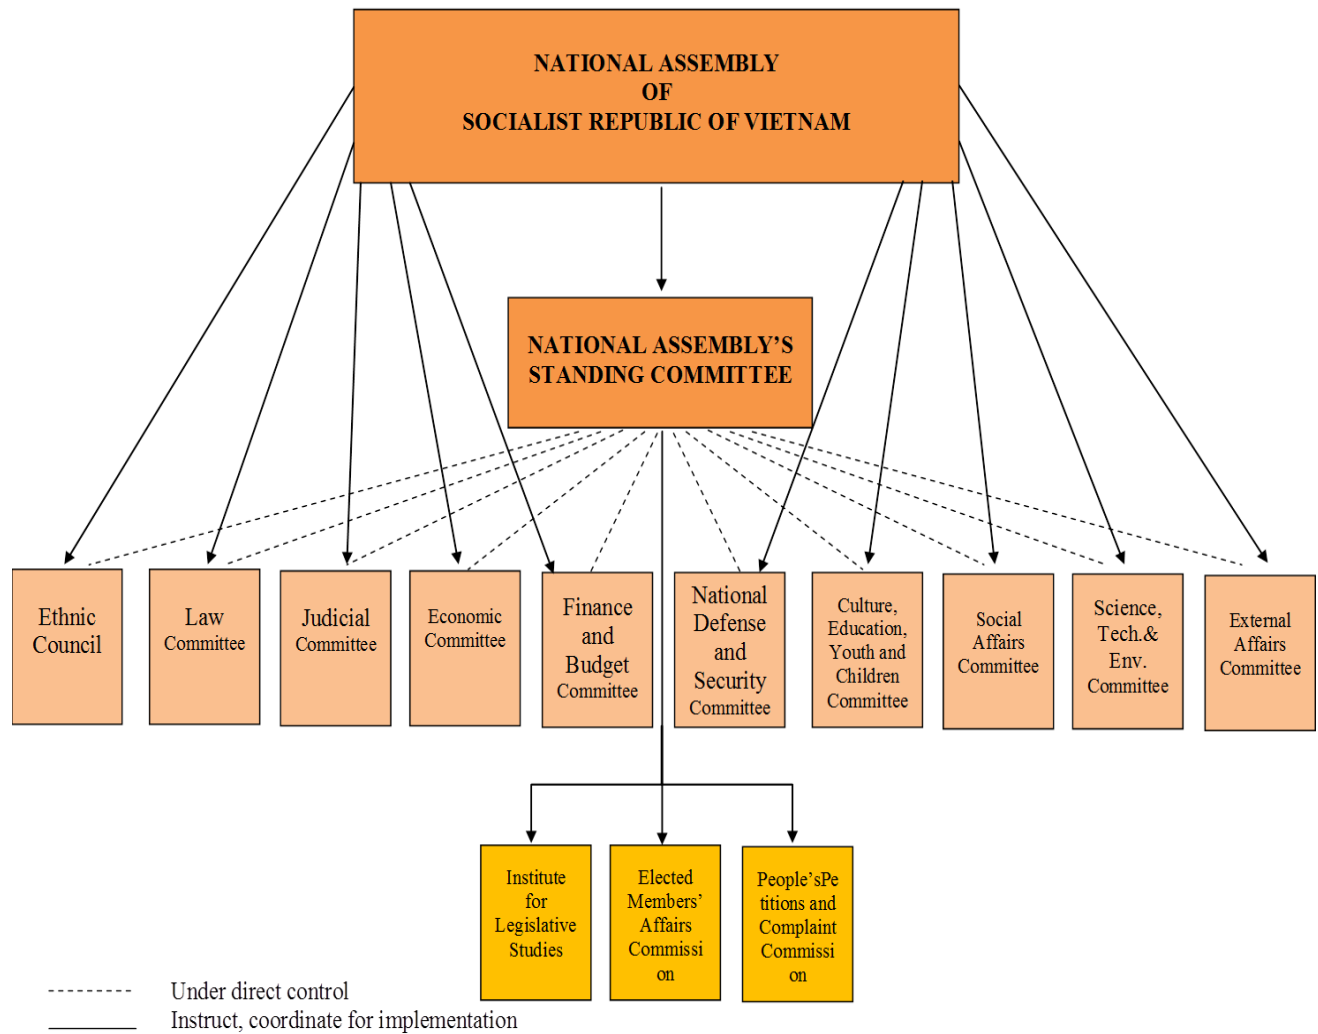 NATIONAL ASSEMBLY
OF
SOCIALIST REPUBLIC OF VIETNAM
NATIONAL ASSEMBLY’S
STANDING COMMITTEE
Ethnic
Council
Law
Committee
Judicial
Committee
Economic
Committee
Finance
and
Budget
Committee
National
Defense
and
Security
Committee
Culture,
Education,
Youth and
Children
Committee
Social
Affairs
Committee
Science,
Tech.&
Env.
Committee
External
Affairs
Committee
Institute
for
Legislative
Studies
Elected
Members’
Affairs
Commissi
on
People’sPe
titions and
Complaint
Commissi
on
Under direct control
Instruct, coordinate for implementation